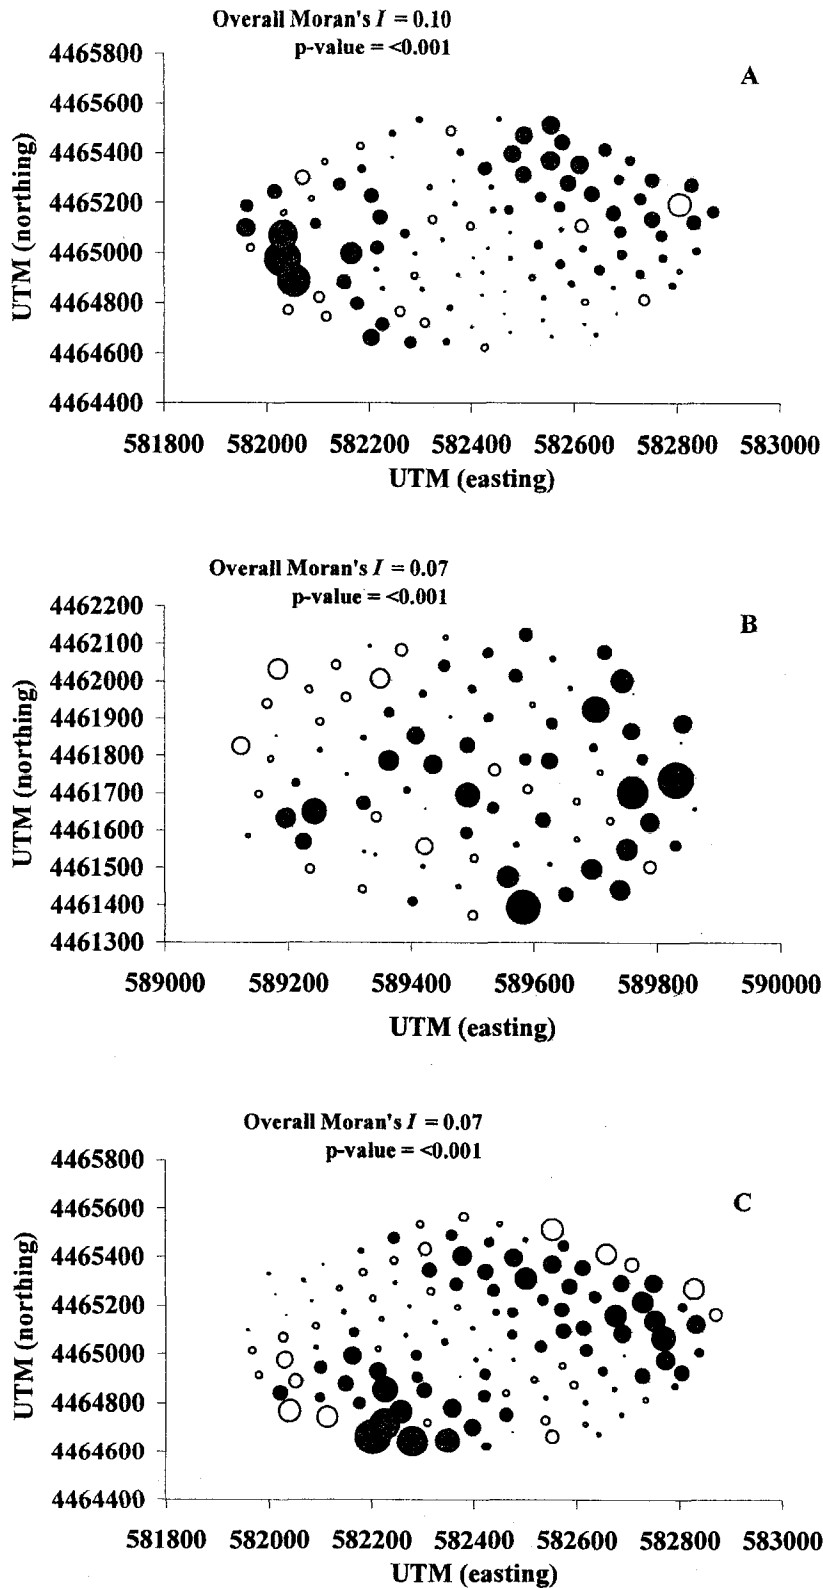 Overall Moran's I = 0.10
p-value = <0.001
A
4465800
4465600
4465400
4465200
4465000
4464800
4464600
4464400
UTM (northing)
581800 582000 582200 582400 582600 582800 583000
UTM (easting)
Overall Moran's I = 0.07
p-value = <0.001
B
4462200
4462100
4462000
4461900
4461800
4461700
4461600
4461500
4461400
4461300
UTM (northing)
589000 589200 589400 589600 589800 590000
UTM (easting)
Overall Moran's I = 0.07
p-value = <0.001
C
4465800
4465600
4465400
4465200
4465000
4464800
4464600
4464400
UTM (northing)
581800 582000 582200 582400 582600 582800 583000
UTM (easting)